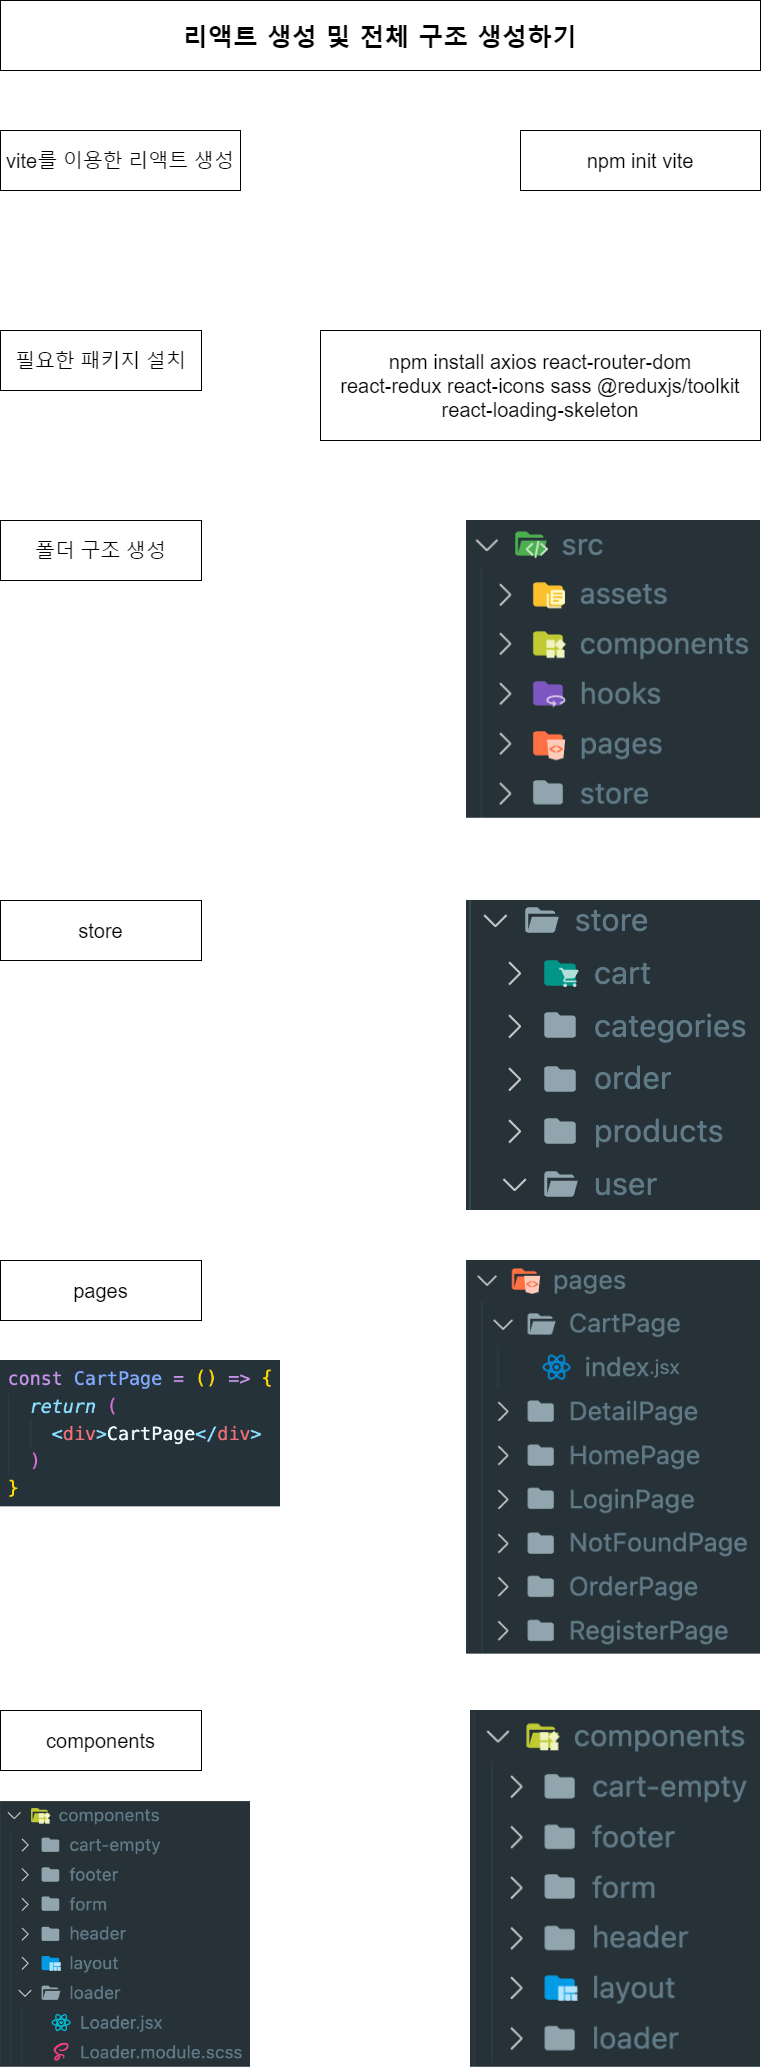 리액트 생성 및 전체 구조 생성하기
vite를 이용한 리액트 생성
npm init vite
필요한 패키지 설치
npm install axios react-router-dom
react-redux react-icons sass @reduxjs/toolkit
react-loading-skeleton
폴더 구조 생성
src
assets
components
hooks
pages
store
store
store
cart
categories
order
products
user
pages
const CartPage = () => {
return (
<div>CartPage</div>
)
}
pages
CartPage
index.jsx
DetailPage
HomePage
LoginPage
NotFoundPage
OrderPage
RegisterPage
components
components
cart-empty
footer
form
header
layout
loader
Loader.jsx
Loader.module.scss
components
cart-empty
footer
form
header
layout
loader